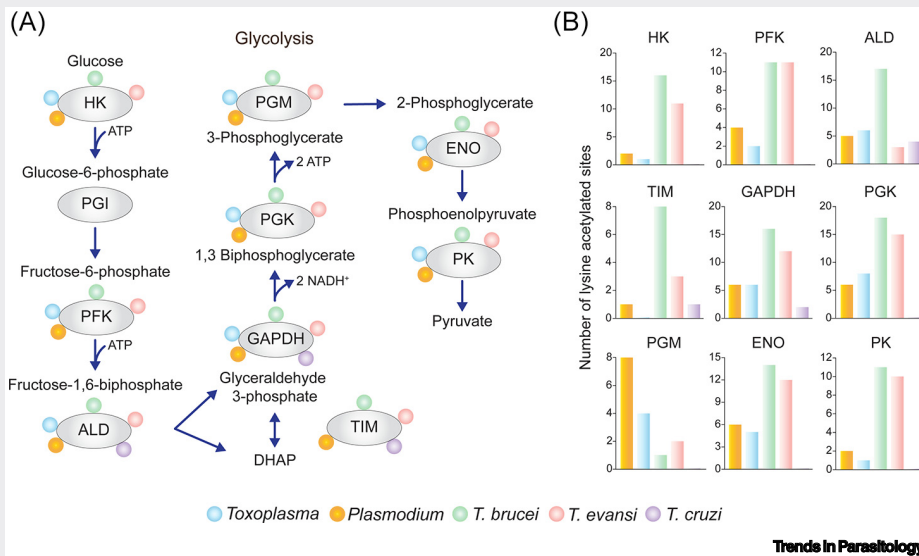 (A)
Glycolysis
Glucose
HK
ATP
Glucose-6-phosphate
PGI
Fructose-6-phosphate
PFK
ATP
Fructose-1,6-biphosphate
ALD
PGM
3-Phosphoglycerate
2 ATP
PGK
1,3 Biphosphoglycerate
2 NADH⁺
GAPDH
Glyceraldehyde
3-phosphate
DHAP
TIM
2-Phosphoglycerate
ENO
Phosphoenolpyruvate
PK
Pyruvate
(B)
Number of lysine acetylated sites
HK
20
15
10
5
0
PFK
12
10
8
6
4
2
0
ALD
20
15
10
5
0
TIM
8
6
4
2
0
GAPDH
20
15
10
5
0
PGK
20
15
10
5
0
PGM
8
6
4
2
0
ENO
15
12
9
6
3
0
PK
12
10
8
6
4
2
0
Toxoplasma Plasmodium T. brucei T. evansi T. cruzi
Trends in Parasitology